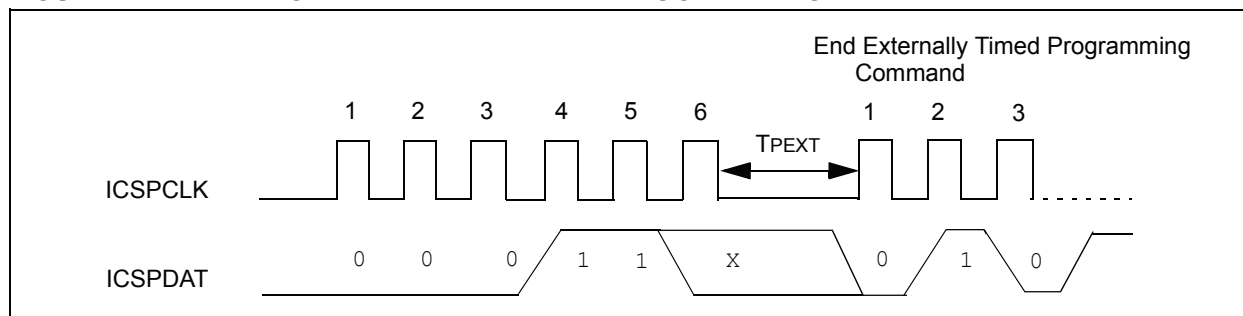 End Externally Timed Programming
Command
1 2 3 4 5 6 1 2 3
TPEXT
ICSPCLK
0 0 0 1 1 X 0 1 0
ICSPDAT